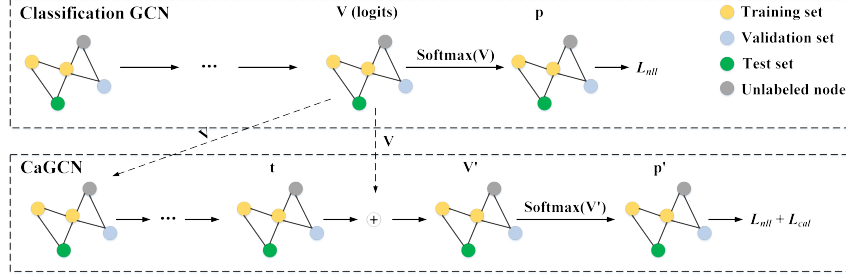 Classification GCN
V (logits)
p
Softmax(V)
...
L_nll
Training set
Validation set
Test set
Unlabeled node
V
V
CaGCN
t
V'
p'
...
+
Softmax(V')
L_nll + L_cal